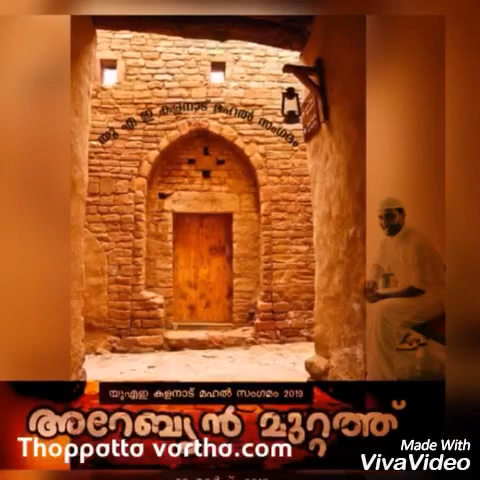 യു എ ഇ കളനാട് മഹൽ സംഗമം
യുഎഇ കളനാട് മഹൽ സംഗമം 2019
അറേബ്യൻ മുറ്റത്ത്
Thoppatta vartha.com
Made With
VivaVideo